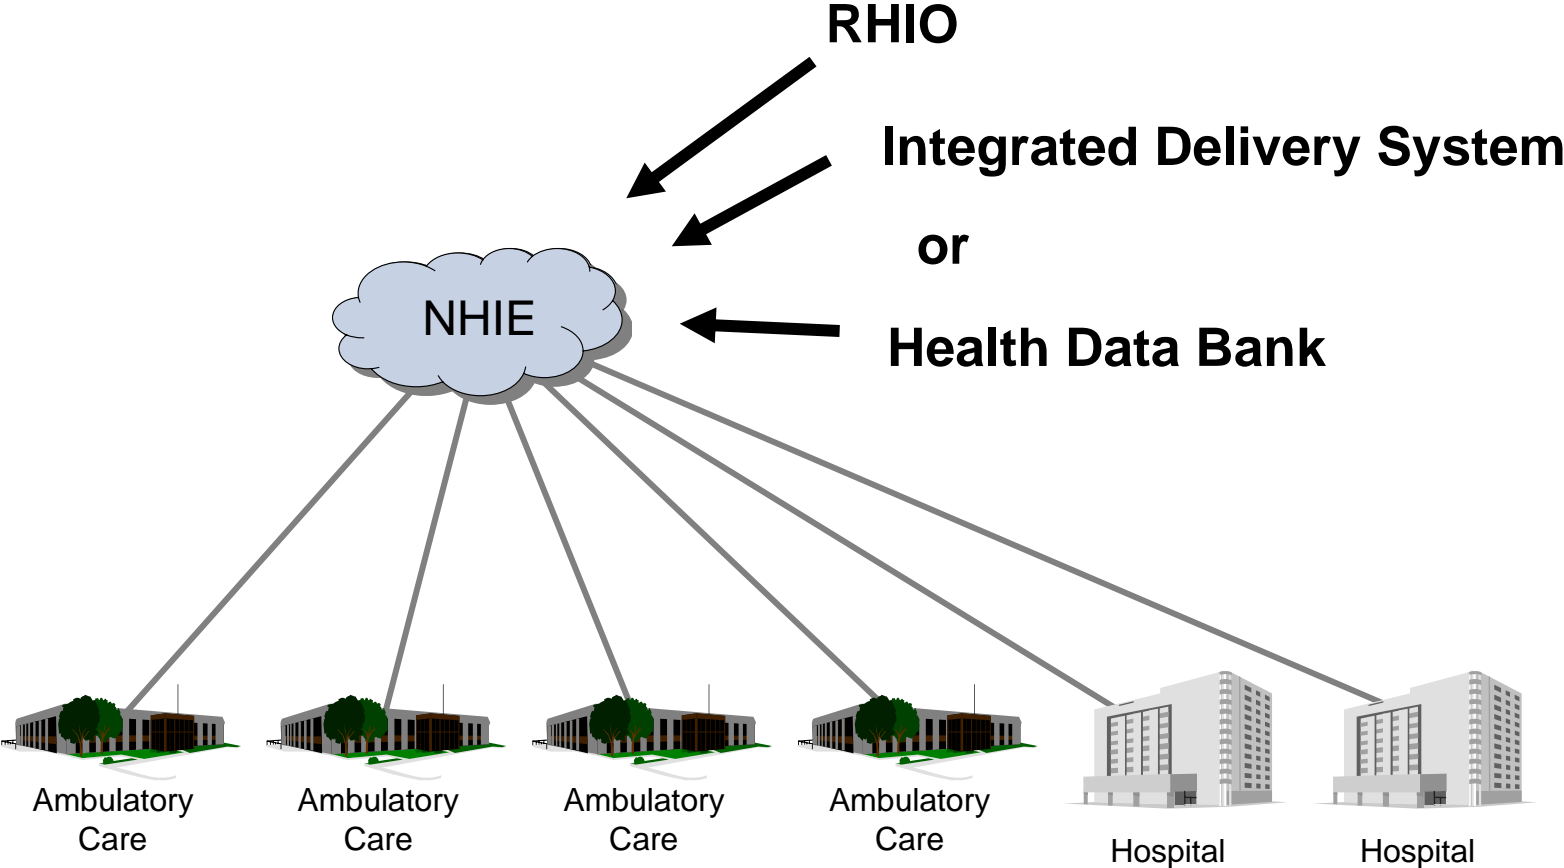 RHIO
Integrated Delivery System
or
NHIE
Health Data Bank
Ambulatory
Care
Ambulatory
Care
Ambulatory
Care
Ambulatory
Care
Hospital
Hospital